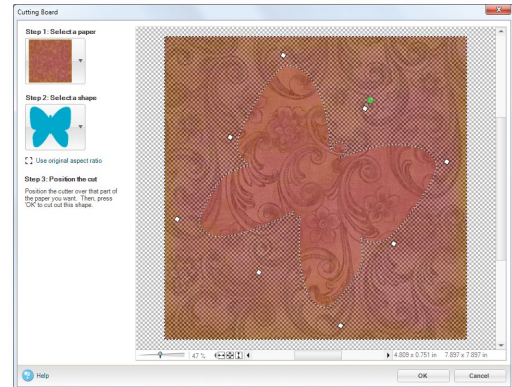 Cutting Board
Step 1: Select a paper
Step 2: Select a shape
Use original aspect ratio
Step 3: Position the cut
Position the cutter over that part of
the paper you want. Then, press
'OK' to cut out this shape.
47 %
4.809 x 0.751 in 7.897 x 7.897 in
Help
OK
Cancel